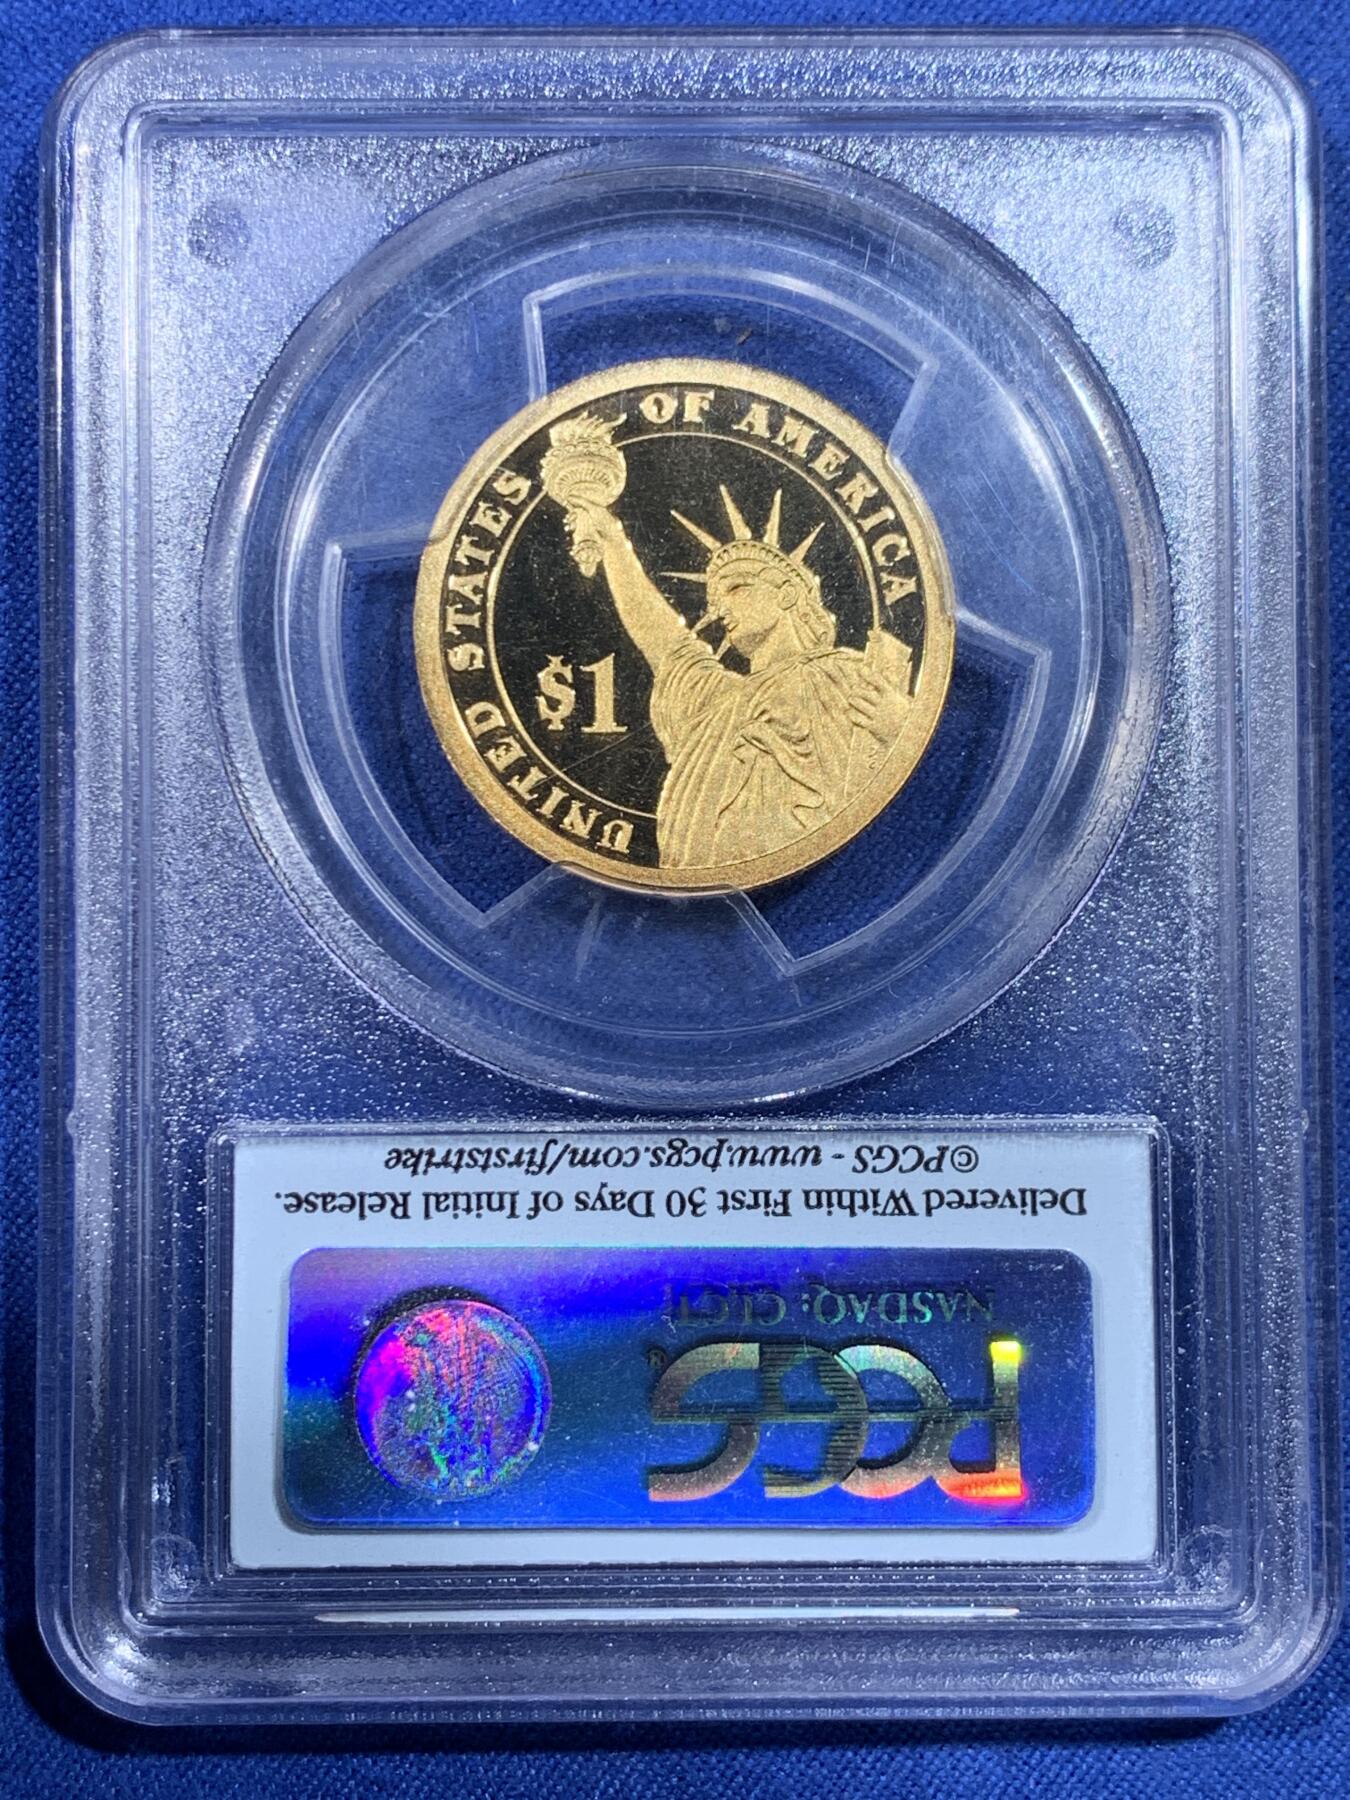 UNITED STATES OF AMERICA
$1
Delivered Within First 30 Days of Initial Release.
©PCGS - www.pcgs.com/firststrike
PCGS®
NASDAQ: CLCT